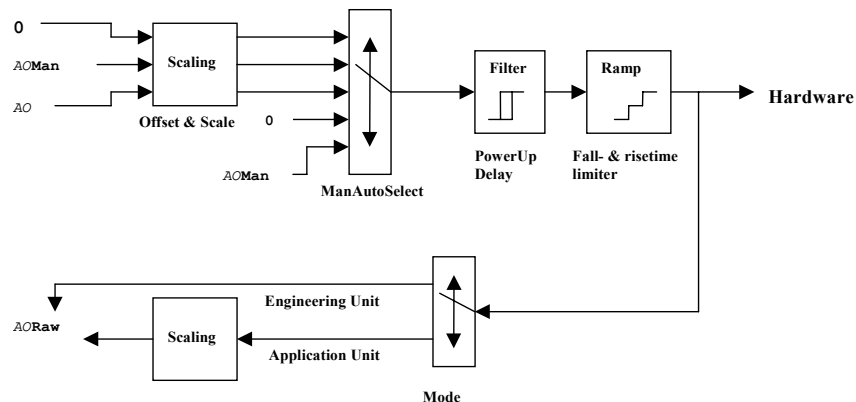 0
AOMan
AO
Scaling
Offset & Scale
0
AOMan
ManAutoSelect
Filter
PowerUp
Delay
Ramp
Fall- & risetime
limiter
Hardware
Engineering Unit
AORaw
Scaling
Application Unit
Mode